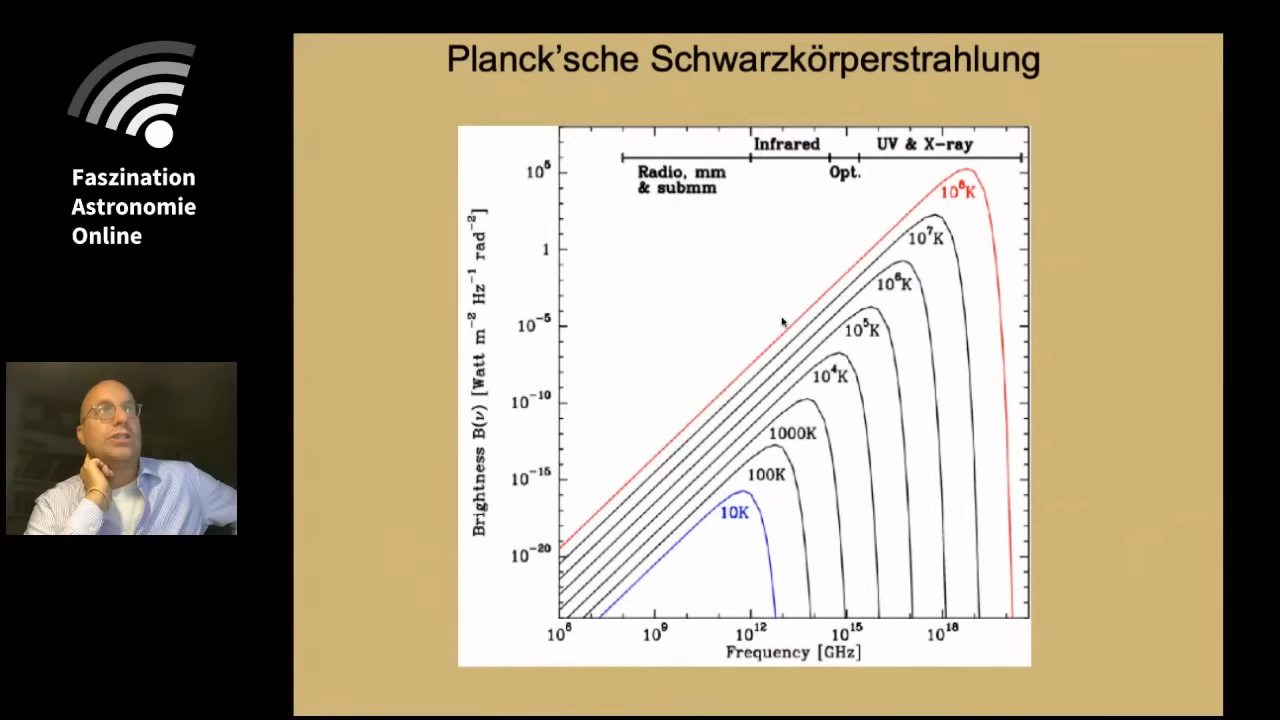 Faszination
Astronomie
Online
Planck’sche Schwarzkörperstrahlung
Infrared
UV & X-ray
Radio, mm
& submm
Opt.
Brightness B(ν) [Watt m⁻² Hz⁻¹ rad⁻²]
10⁵
1
10⁻⁵
10⁻¹⁰
10⁻¹⁵
10⁻²⁰
10⁸K
10⁷K
10⁶K
10⁵K
10⁴K
1000K
100K
10K
10⁶ 10⁹ 10¹² 10¹⁵ 10¹⁸
Frequency [GHz]